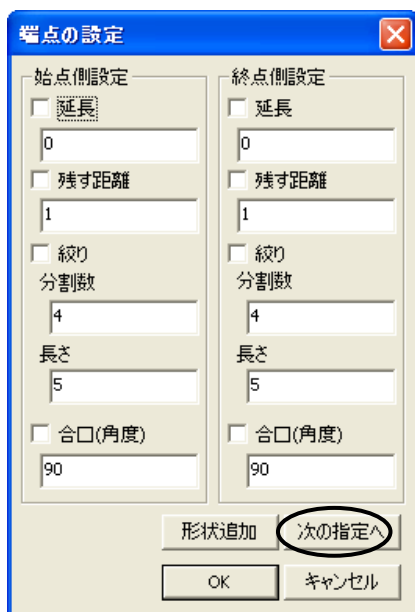 端点の設定
始点側設定
延長
0
残す距離
1
絞り
分割数
4
長さ
5
合口(角度)
90
終点側設定
延長
0
残す距離
1
絞り
分割数
4
長さ
5
合口(角度)
90
形状追加
次の指定へ
OK
キャンセル